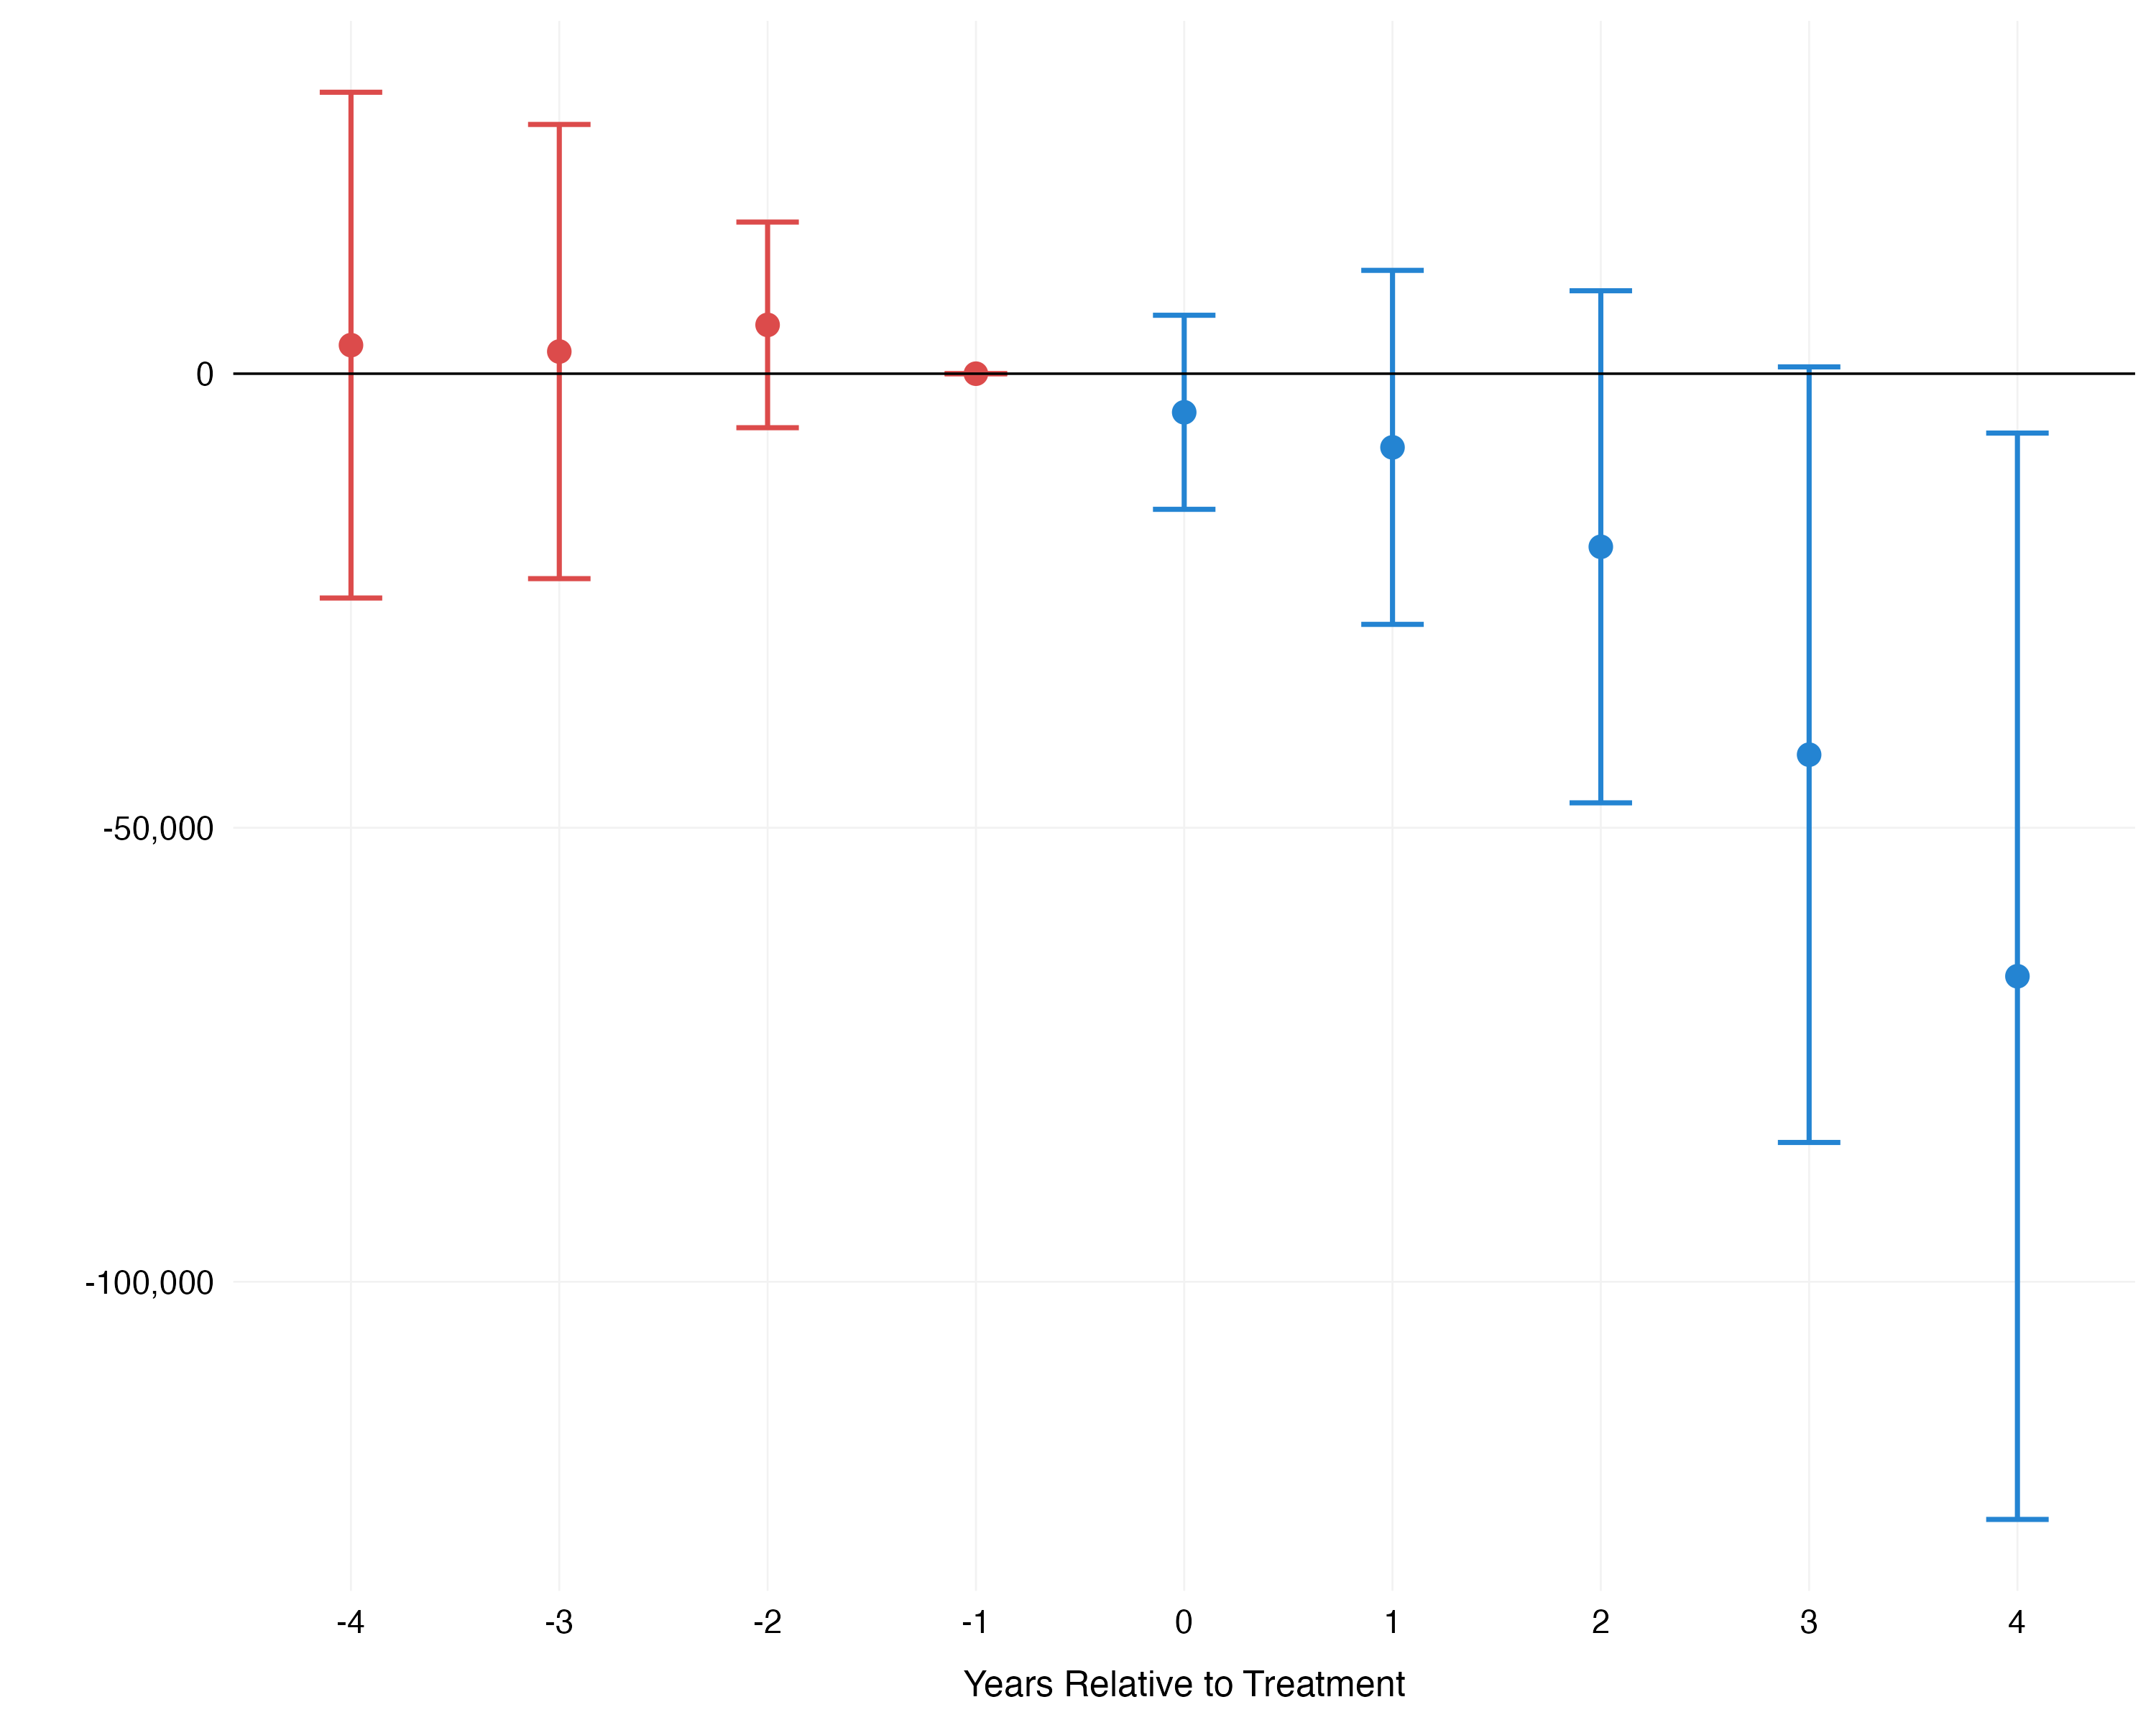 0
-50,000
-100,000
-4 -3 -2 -1 0 1 2 3 4
Years Relative to Treatment